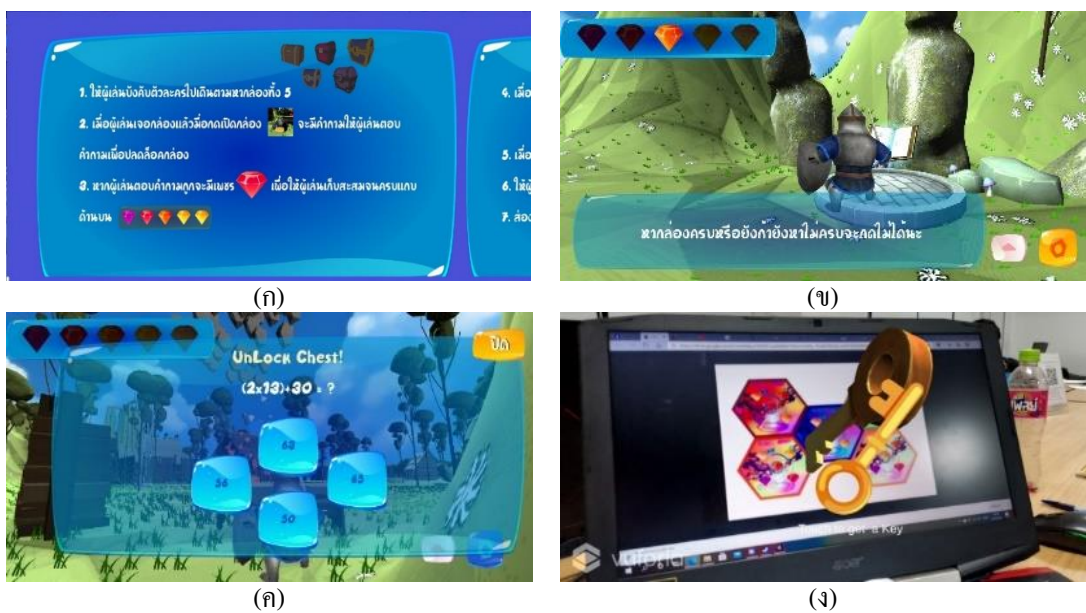 1. ให้ผู้เล่นบังคับตัวละครไปเดินตามหากล่องทั้ง 5
2. เมื่อผู้เล่นเจอกล่องแล้วมือกดเปิดกล่อง จะมีคำถามให้ผู้เล่นตอบ
คำถามเพื่อปลดล็อคกล่อง
3. หากผู้เล่นตอบคำถามถูกจะมีเพชร เพื่อให้ผู้เล่นเก็บสะสมจนครบแถบ
ด้านบน
4. เมื่อ
5. เมื่อ
6. ให้ผู้
7. ส่อง
(ก)
หากล่องครบหรือยังถ้ายังหาไม่ครบจะกดไม่ได้นะ
(ข)
UnLock Chest!
ปิด
(2x13)+30 = ?
63
56
65
50
(ค)
Touch to get a Key
vuforia
acer
(ง)